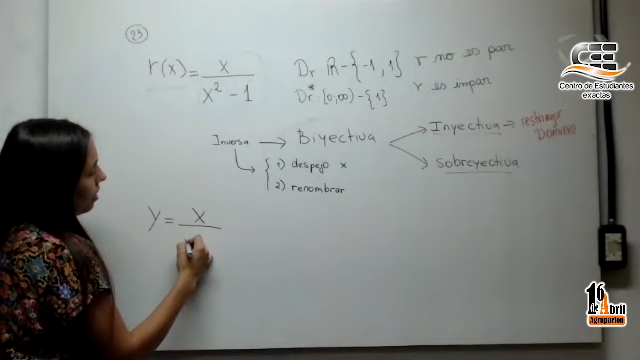 23
r(x) = x / x² - 1
Dr: ℝ - {-1, 1}
r no es par
Dr*: [0, ∞) - {1}
r es impar
Inversa → Biyectiva
Inyectiva → restringir Dominio
Sobreyectiva
1) despejo x
2) renombrar
y = x
Centro de Estudiantes
exactas
16 de Abril
Agrupación